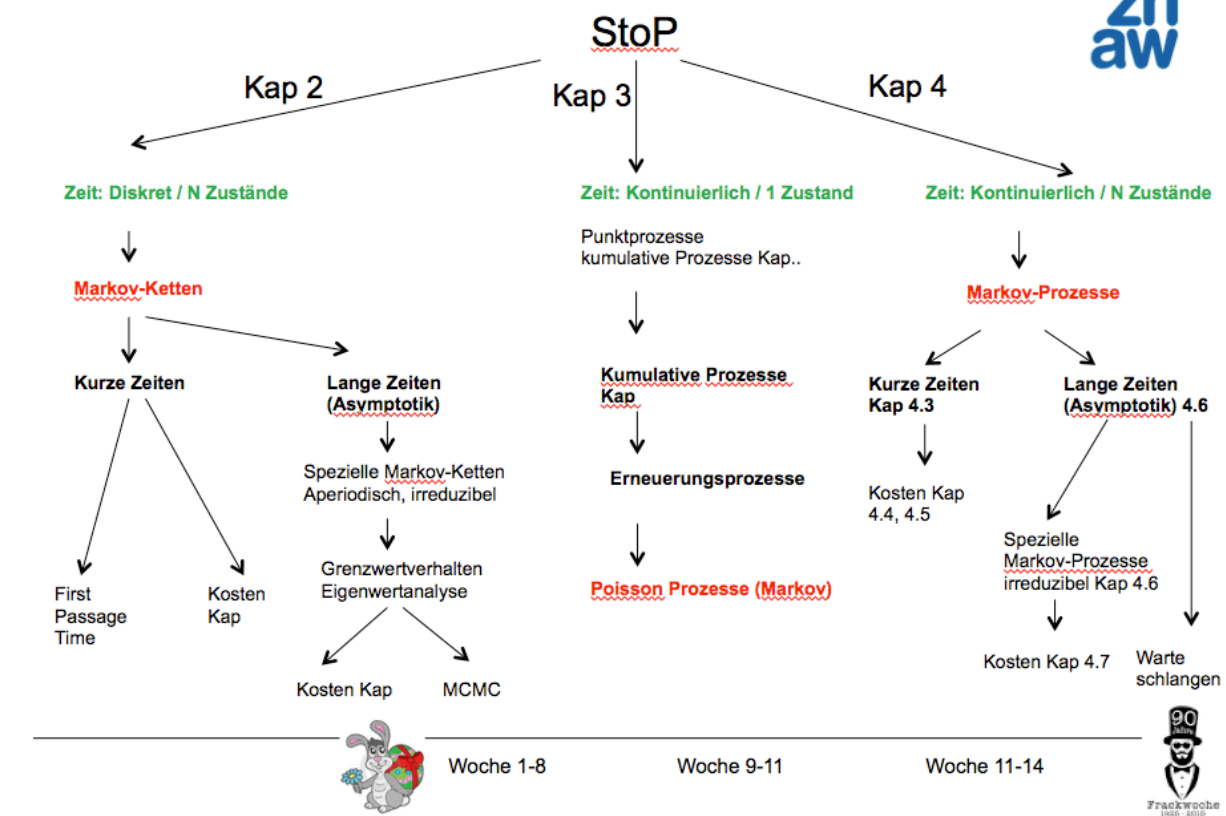 StoP
zh
aw
Kap 2
Kap 3
Kap 4
Zeit: Diskret / N Zustände
Markov-Ketten
Kurze Zeiten
First
Passage
Time
Kosten
Kap
Lange Zeiten
(Asymptotik)
Spezielle Markov-Ketten
Aperiodisch, irreduzibel
Grenzwertverhalten
Eigenwertanalyse
Kosten Kap
MCMC
Zeit: Kontinuierlich / 1 Zustand
Punktprozesse
kumulative Prozesse Kap..
Kumulative Prozesse
Kap
Erneuerungsprozesse
Poisson Prozesse (Markov)
Zeit: Kontinuierlich / N Zustände
Markov-Prozesse
Kurze Zeiten
Kap 4.3
Kosten Kap
4.4, 4.5
Lange Zeiten
(Asymptotik) 4.6
Spezielle
Markov-Prozesse
irreduzibel Kap 4.6
Kosten Kap 4.7
Warte
schlangen
Woche 1-8
Woche 9-11
Woche 11-14
90
Jahre
Frackwoche
1925 - 2015